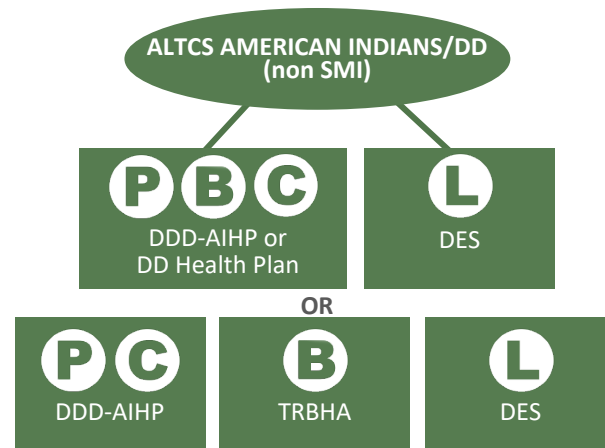 ALTCS AMERICAN INDIANS/DD
(non SMI)
P B C
DDD-AIHP or
DD Health Plan
L
DES
OR
P C
DDD-AIHP
B
TRBHA
L
DES